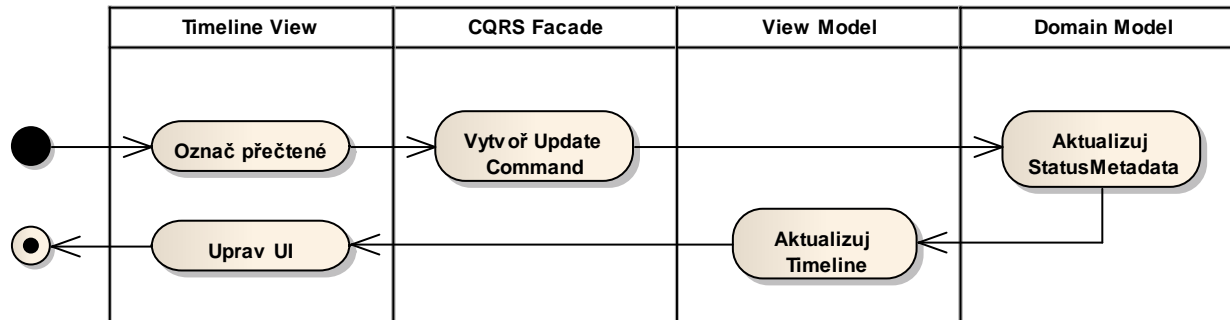 Timeline View
CQRS Facade
View Model
Domain Model
Označ přečtené
Vytvoř Update
Command
Aktualizuj
StatusMetadata
Uprav UI
Aktualizuj
Timeline